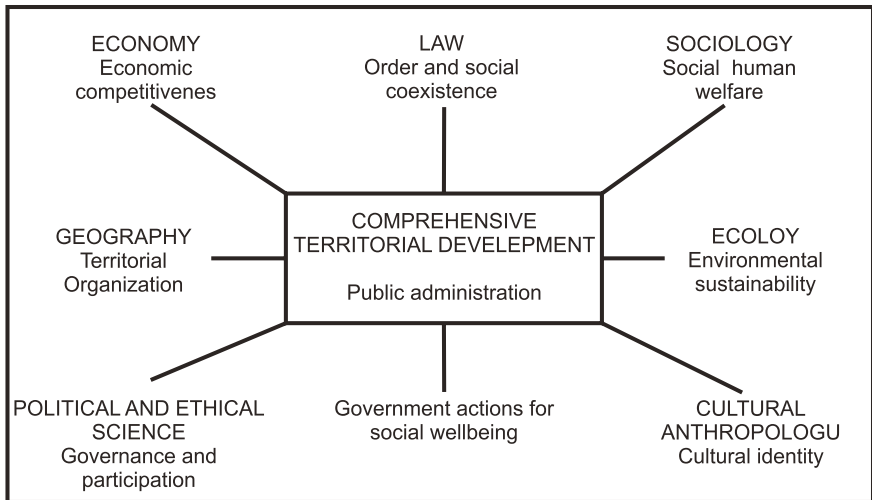 ECONOMY
Economic
competitivenes
LAW
Order and social
coexistence
SOCIOLOGY
Social human
welfare
GEOGRAPHY
Territorial
Organization
COMPREHENSIVE
TERRITORIAL DEVELEPMENT
Public administration
ECOLOY
Environmental
sustainability
POLITICAL AND ETHICAL
SCIENCE
Governance and
participation
Government actions for
social wellbeing
CULTURAL
ANTHROPOLOGU
Cultural identity